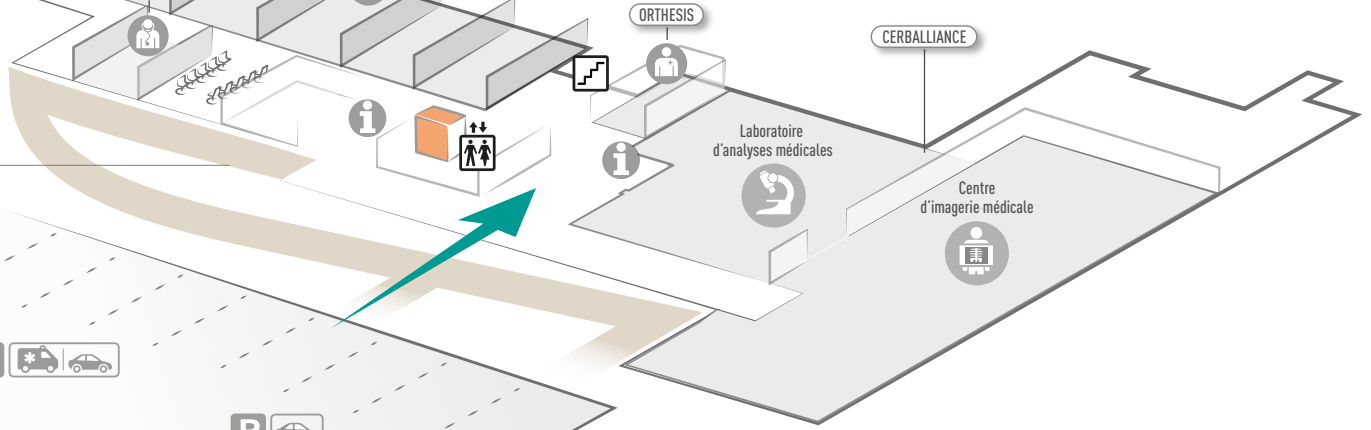 ORTHESIS
CERBALLIANCE
Laboratoire
d'analyses médicales
Centre
d'imagerie médicale
P